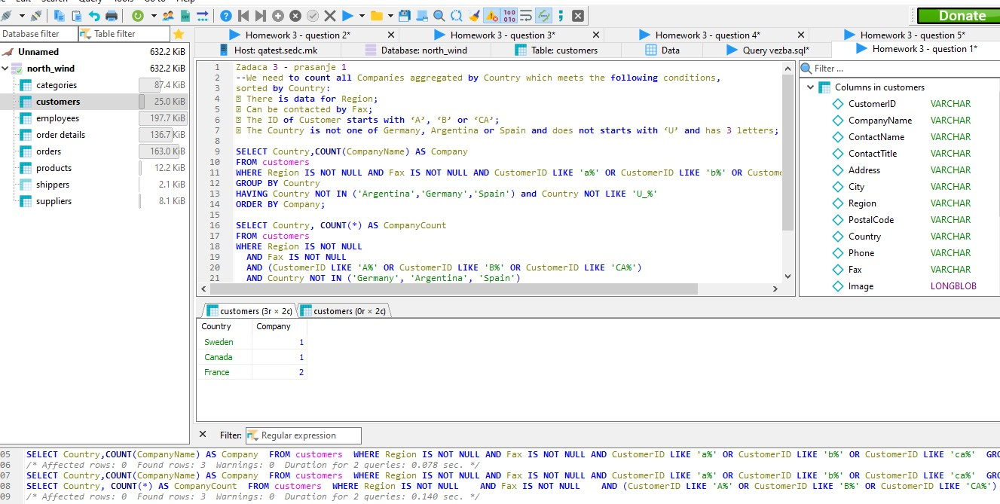 Edit Search Query Tools Go to Help
Donate
Database filter Table filter
Homework 3 - question 2* Homework 3 - question 3* Homework 3 - question 4* Homework 3 - question 5*
Host: qatest.sedc.mk Database: north_wind Table: customers Data Query vezba.sql* Homework 3 - question 1*
Unnamed 632.2 KiB
north_wind 632.2 KiB
categories 87.4 KiB
customers 25.0 KiB
employees 197.7 KiB
order details 136.7 KiB
orders 163.0 KiB
products 12.2 KiB
shippers 2.1 KiB
suppliers 8.1 KiB
1 Zadaca 3 - prasanje 1
2 --We need to count all Companies aggregated by Country which meets the following conditions,
3 sorted by Country:
4 There is data for Region;
5 Can be contacted by Fax;
6 The ID of Customer starts with ‘A’, ‘B’ or ‘CA’;
7 The Country is not one of Germany, Argentina or Spain and does not starts with ‘U’ and has 3 letters;
8
9 SELECT Country,COUNT(CompanyName) AS Company
10 FROM customers
11 WHERE Region IS NOT NULL AND Fax IS NOT NULL AND CustomerID LIKE 'a%' OR CustomerID LIKE 'b%' OR Custome
12 GROUP BY Country
13 HAVING Country NOT IN ('Argentina','Germany','Spain') and Country NOT LIKE 'U_%'
14 ORDER BY Company;
15
16 SELECT Country, COUNT(*) AS CompanyCount
17 FROM customers
18 WHERE Region IS NOT NULL
19 AND Fax IS NOT NULL
20 AND (CustomerID LIKE 'A%' OR CustomerID LIKE 'B%' OR CustomerID LIKE 'CA%')
21 AND Country NOT IN ('Germany', 'Argentina', 'Spain')
Filter ...
Columns in customers
CustomerID VARCHAR
CompanyName VARCHAR
ContactName VARCHAR
ContactTitle VARCHAR
Address VARCHAR
City VARCHAR
Region VARCHAR
PostalCode VARCHAR
Country VARCHAR
Phone VARCHAR
Fax VARCHAR
Image LONGBLOB
customers (3r × 2c) customers (0r × 2c)
Country Company
Sweden 1
Canada 1
France 2
Filter: Regular expression
05 SELECT Country,COUNT(CompanyName) AS Company FROM customers WHERE Region IS NOT NULL AND Fax IS NOT NULL AND CustomerID LIKE 'a%' OR CustomerID LIKE 'b%' OR CustomerID LIKE 'ca%' GRO
06 /* Affected rows: 0 Found rows: 3 Warnings: 0 Duration for 2 queries: 0.078 sec. */
07 SELECT Country,COUNT(CompanyName) AS Company FROM customers WHERE Region IS NOT NULL AND Fax IS NOT NULL AND CustomerID LIKE 'a%' OR CustomerID LIKE 'b%' OR CustomerID LIKE 'ca%' GRO
08 SELECT Country, COUNT(*) AS CompanyCount FROM customers WHERE Region IS NOT NULL AND Fax IS NOT NULL AND (CustomerID LIKE 'A%' OR CustomerID LIKE 'B%' OR CustomerID LIKE 'CA%')
09 /* Affected rows: 0 Found rows: 3 Warnings: 0 Duration for 2 queries: 0.140 sec. */